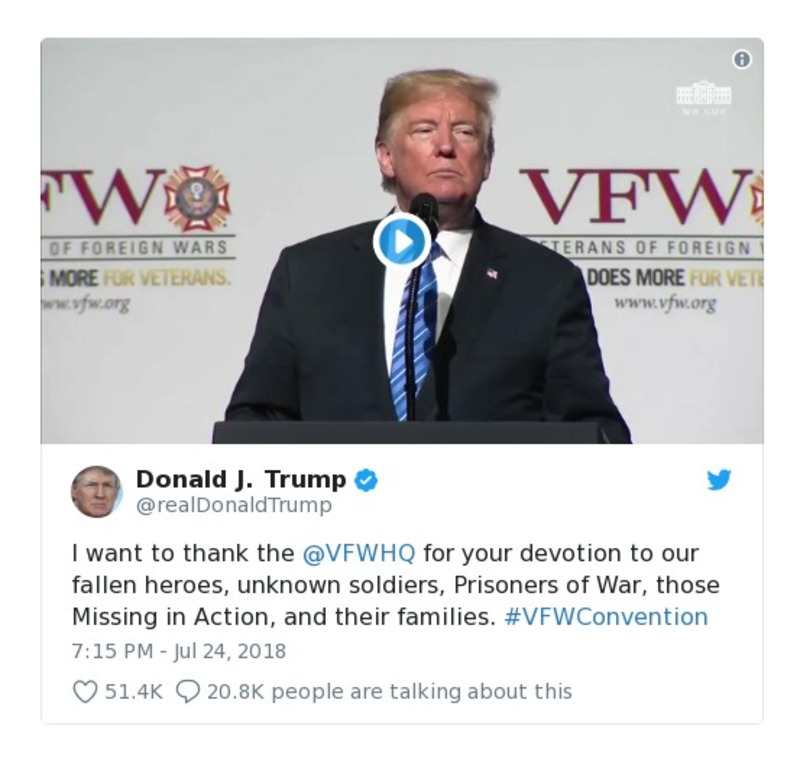 WH.GOV
FW
VFW
OF FOREIGN WARS
TERANS OF FOREIGN
S MORE FOR VETERANS.
DOES MORE FOR VETE
ww.vfw.org
www.vfw.org
Donald J. Trump
@realDonaldTrump
I want to thank the @VFWHQ for your devotion to our
fallen heroes, unknown soldiers, Prisoners of War, those
Missing in Action, and their families. #VFWConvention
7:15 PM - Jul 24, 2018
51.4K 20.8K people are talking about this